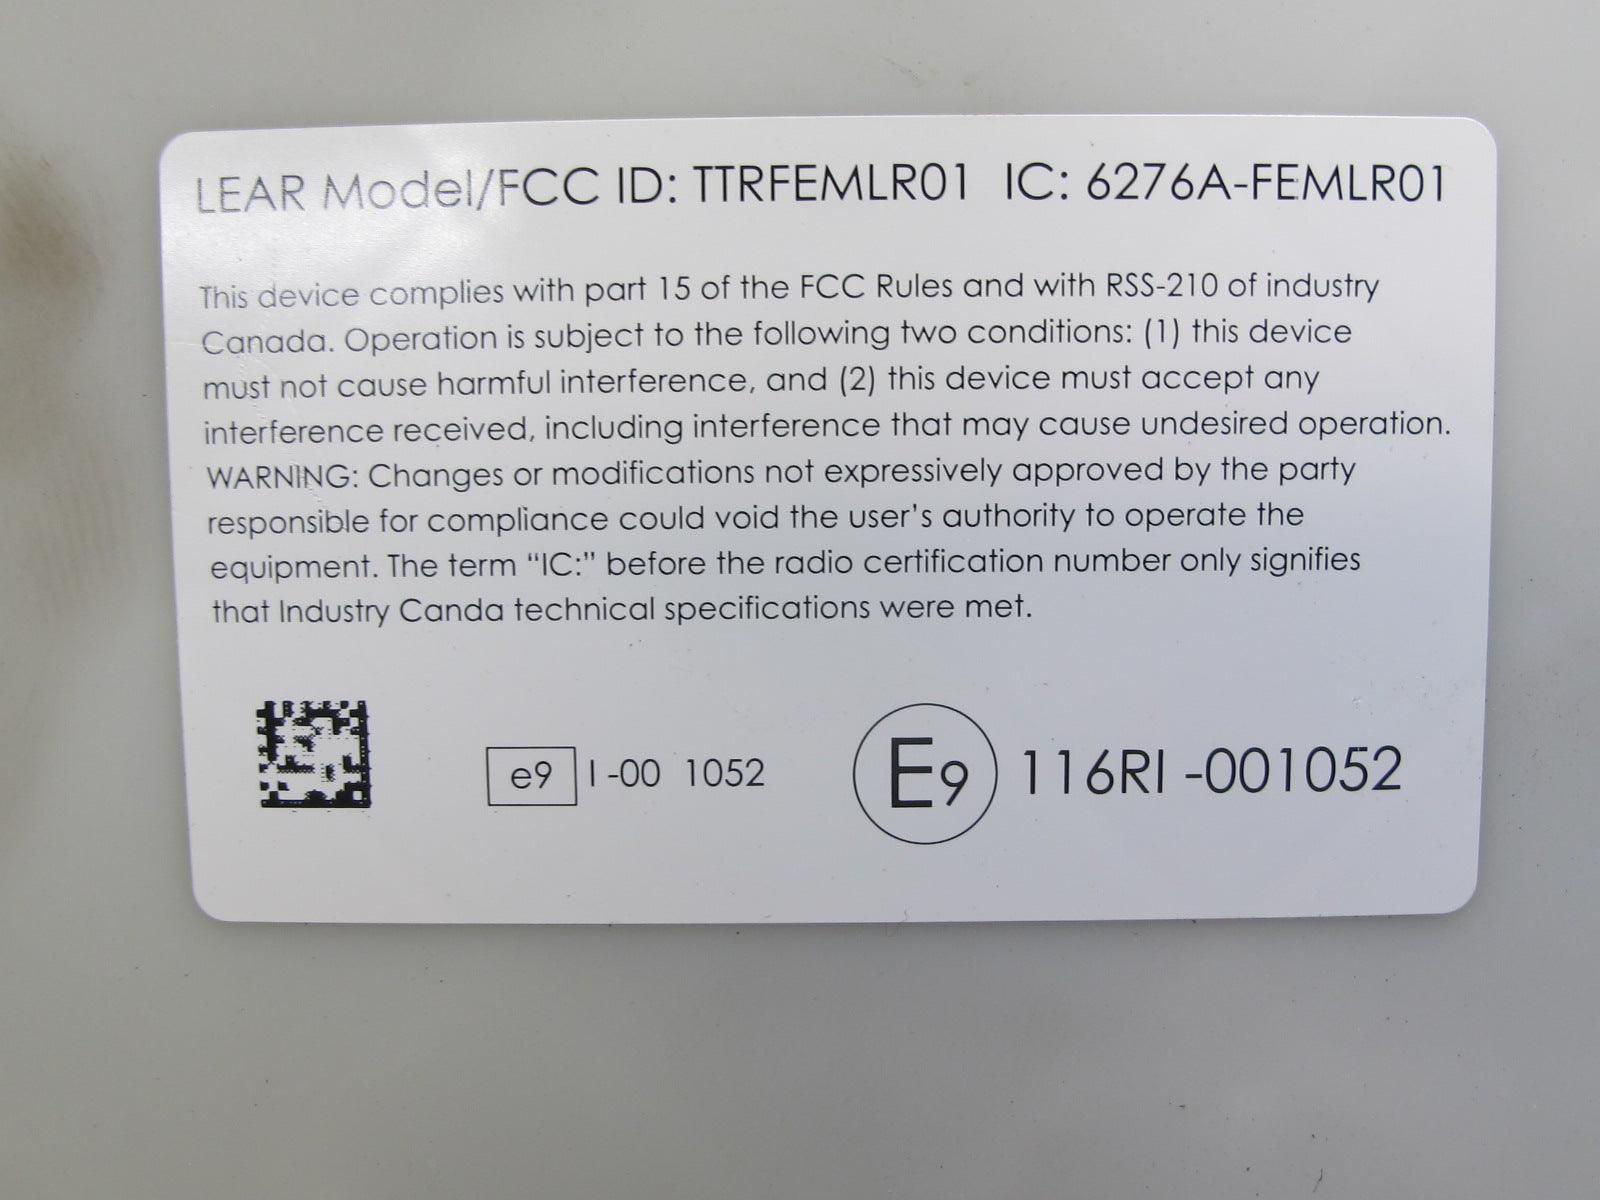 LEAR Model/FCC ID: TTRFEMLR01 IC: 6276A-FEMLR01
This device complies with part 15 of the FCC Rules and with RSS-210 of industry
Canada. Operation is subject to the following two conditions: (1) this device
must not cause harmful interference, and (2) this device must accept any
interference received, including interference that may cause undesired operation.
WARNING: Changes or modifications not expressively approved by the party
responsible for compliance could void the user's authority to operate the
equipment. The term “IC:” before the radio certification number only signifies
that Industry Canda technical specifications were met.
e9 I -00 1052 E9 116RI -001052